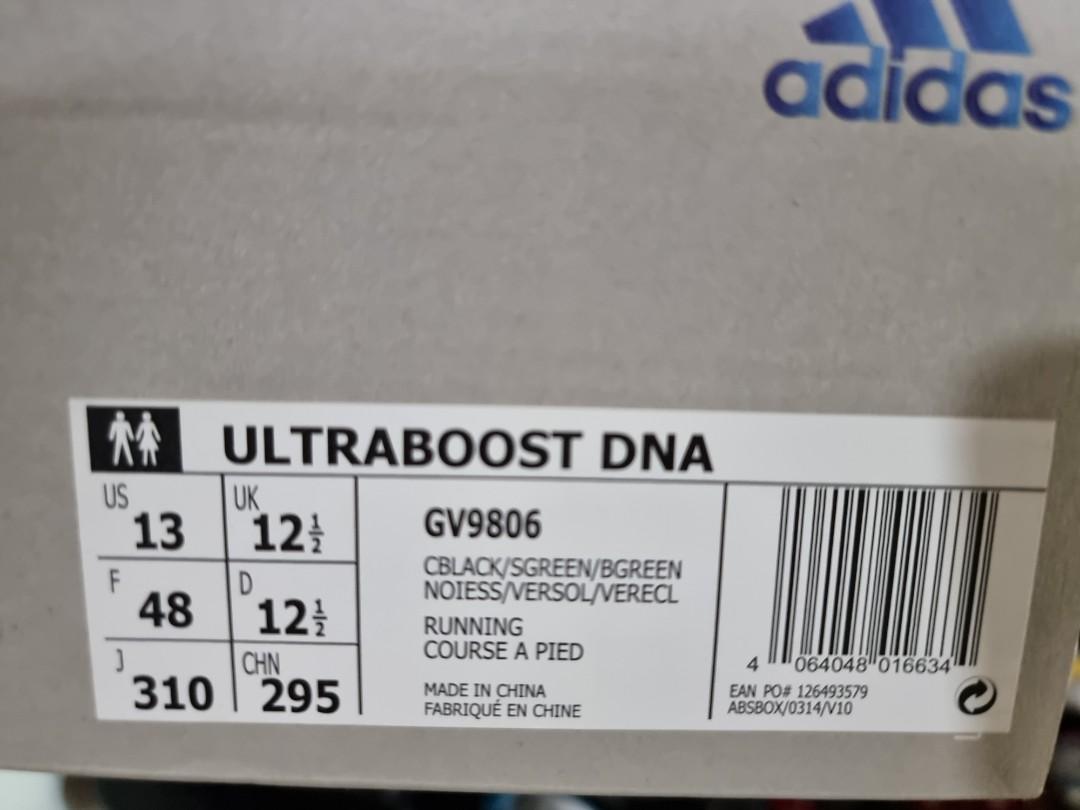 adidas
ULTRABOOST DNA
US
13
UK
12½
F
48
D
12½
J
310
CHN
295
GV9806
CBLACK/SGREEN/BGREEN
NOIESS/VERSOL/VERECL
RUNNING
COURSE A PIED
MADE IN CHINA
FABRIQUÉ EN CHINE
4 064048 016634
EAN PO# 126493579
ABSBOX/0314/V10